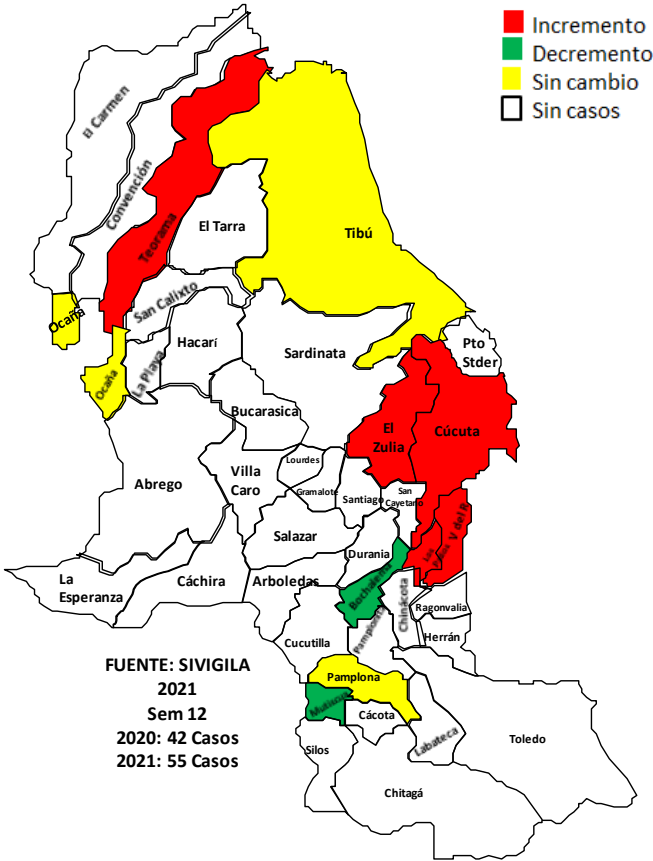 Incremento
Decremento
Sin cambio
Sin casos
El Carmen
Convención
Teorama
El Tarra
Tibú
Ocaña
San Calixto
Hacarí
La Playa
Ocaña
Sardinata
Pto
Stder
Bucarasica
El
Zulia
Cúcuta
Abrego
Villa
Caro
Lourdes
Gramalote
Santiago
San
Cayetano
Salazar
Durania
Los
V del R
La
Esperanza
Cáchira
Arboledas
Bochalema
Chinácota
Ragonvalia
Herrán
Cucutilla
Pamplonita
FUENTE: SIVIGILA
2021
Sem 12
2020: 42 Casos
2021: 55 Casos
Pamplona
Mutiscua
Cácota
Labateca
Toledo
Silos
Chitagá